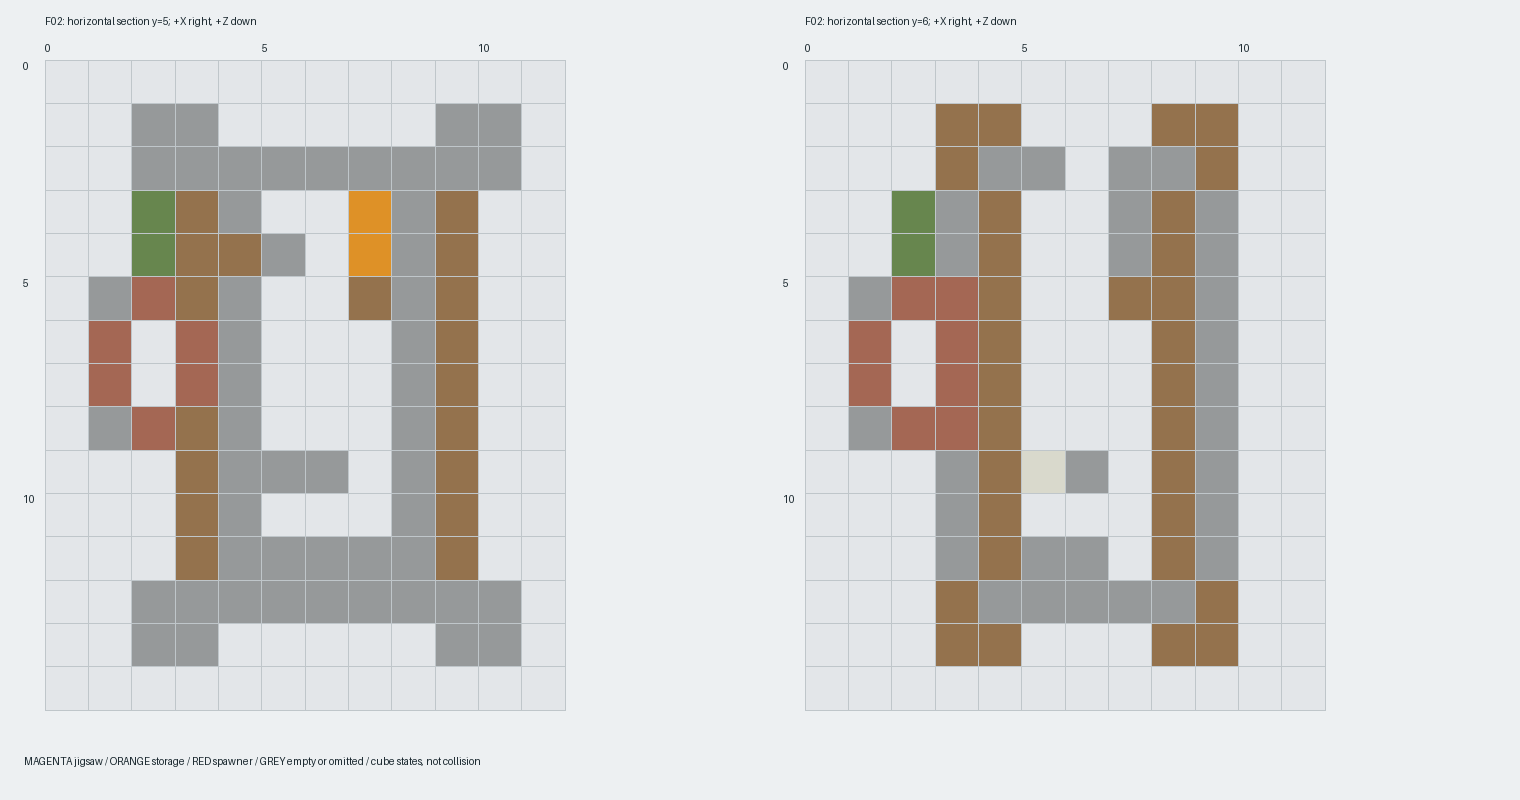 F02: horizontal section y=5; +X right, +Z down
F02: horizontal section y=6; +X right, +Z down
0 5 10
0 5 10
0
0
5
5
10
10
MAGENTA jigsaw / ORANGE storage / RED spawner / GREY empty or omitted / cube states, not collision